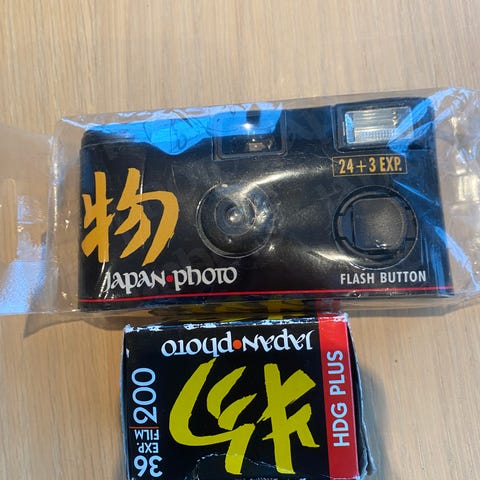 24+3 EXP.
物
JAPAN•PHOTO
FLASH BUTTON
JAPAN•PHOTO
物
HDG PLUS
200
36 EXP.
FILM